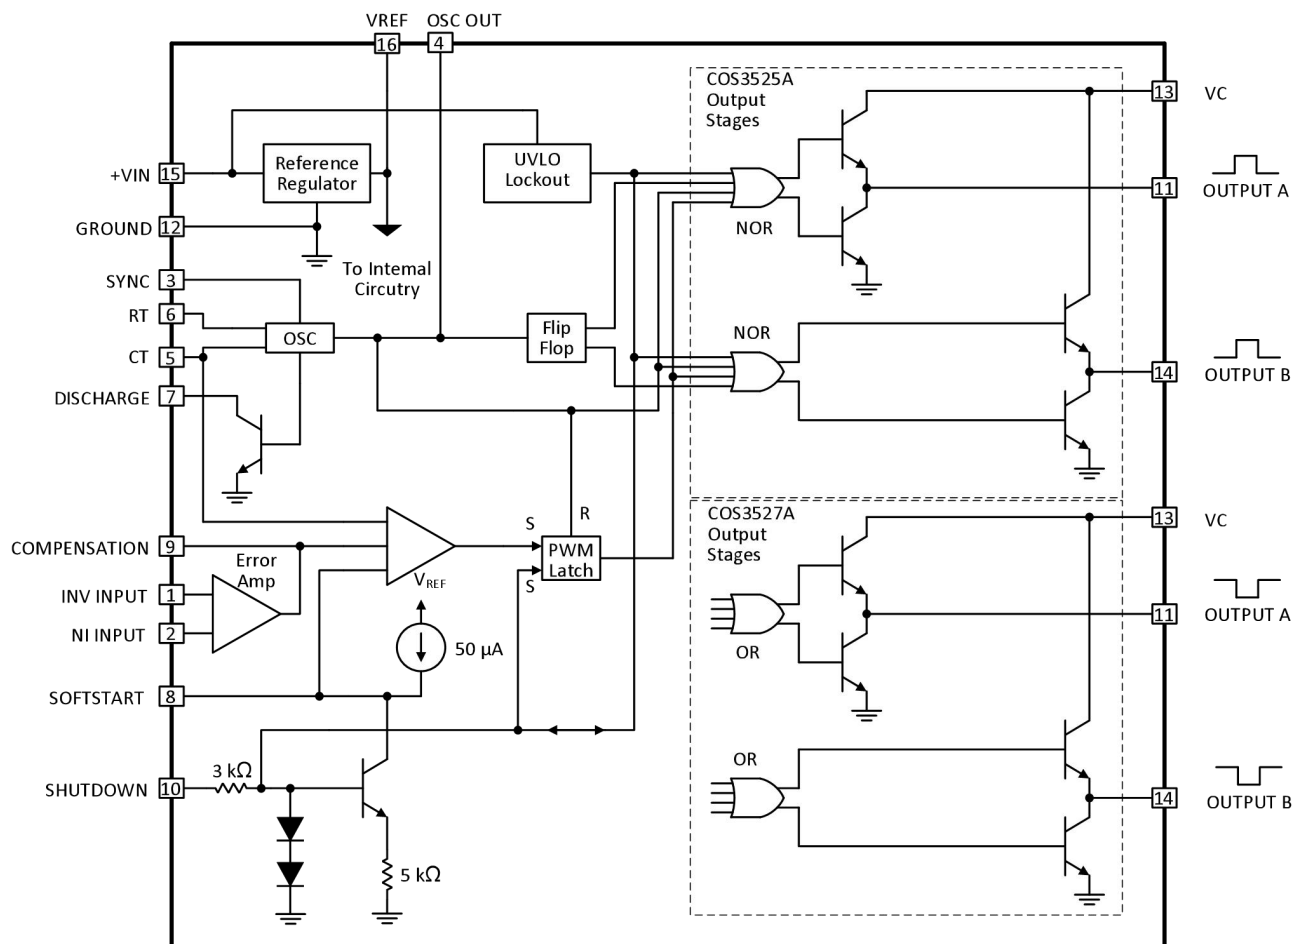 VREF OSC OUT
16 4
COS3525A
Output
Stages
13 VC
Reference
Regulator
UVLO
Lockout
+VIN 15
11
OUTPUT A
NOR
GROUND 12
To Intemal
Circutry
SYNC 3
RT 6
OSC
Flip
Flop
NOR
CT 5
14
OUTPUT B
DISCHARGE 7
COS3527A
Output
Stages
13 VC
S
R
COMPENSATION 9
PWM
Latch
Error
Amp
VREF
S
INV INPUT 1
NI INPUT 2
11
OUTPUT A
OR
50 µA
SOFTSTART 8
OR
3 kΩ
SHUTDOWN 10
14
OUTPUT B
5 kΩ